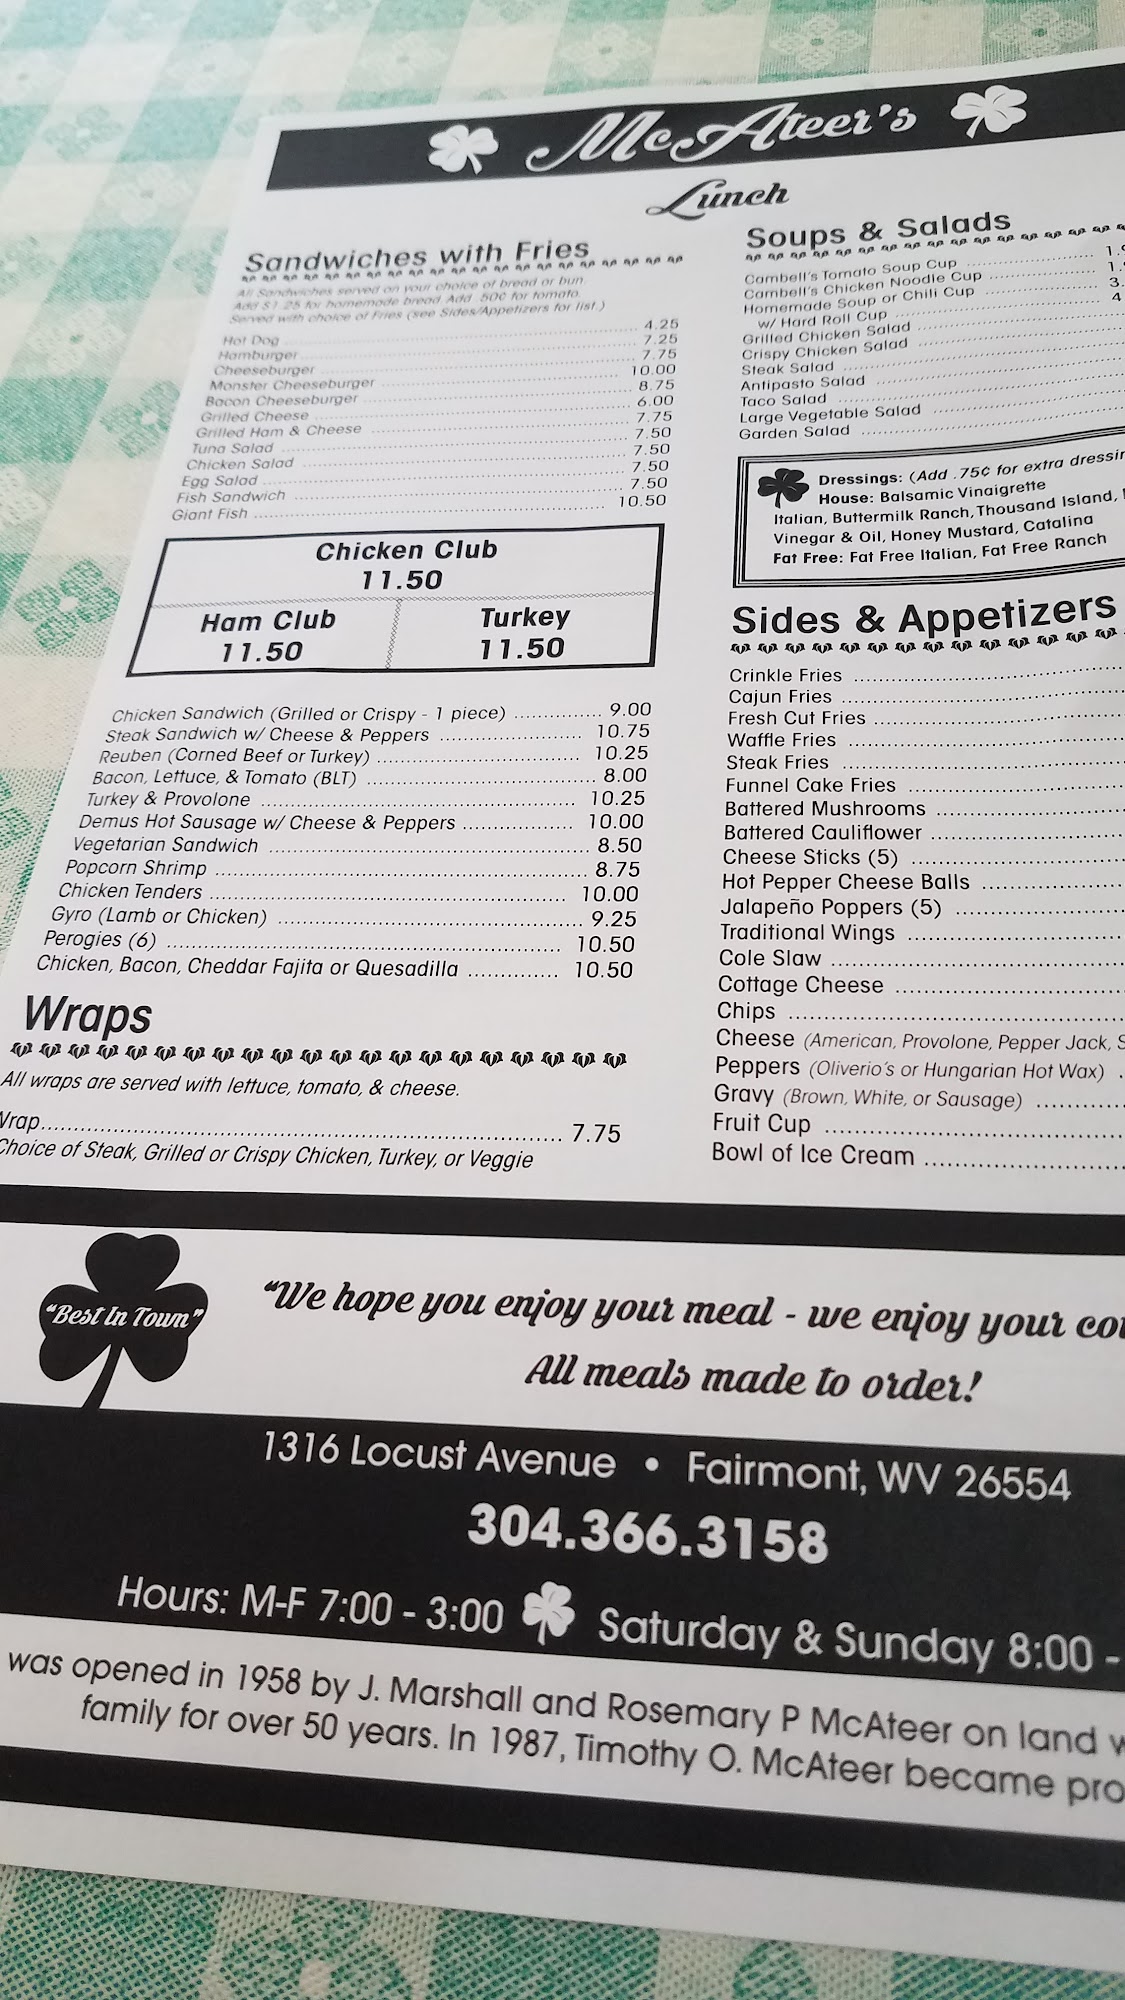 McAteer's
Lunch
Sandwiches with Fries
All Sandwiches served on your choice of bread or bun.
Add $1.25 for homemade bread. Add .50¢ for tomato.
Served with choice of Fries (see Sides/Appetizers for list.)
Hot Dog 4.25
Hamburger 7.25
Cheeseburger 7.75
Monster Cheeseburger 10.00
Bacon Cheeseburger 8.75
Grilled Cheese 6.00
Grilled Ham & Cheese 7.75
Tuna Salad 7.50
Chicken Salad 7.50
Egg Salad 7.50
Fish Sandwich 7.50
Giant Fish 10.50
Chicken Club
11.50
Ham Club
11.50
Turkey
11.50
Chicken Sandwich (Grilled or Crispy - 1 piece) 9.00
Steak Sandwich w/ Cheese & Peppers 10.75
Reuben (Corned Beef or Turkey) 10.25
Bacon, Lettuce, & Tomato (BLT) 8.00
Turkey & Provolone 10.25
Demus Hot Sausage w/ Cheese & Peppers 10.00
Vegetarian Sandwich 8.50
Popcorn Shrimp 8.75
Chicken Tenders 10.00
Gyro (Lamb or Chicken) 9.25
Perogies (6) 10.50
Chicken, Bacon, Cheddar Fajita or Quesadilla 10.50
Wraps
All wraps are served with lettuce, tomato, & cheese.
Wrap 7.75
Choice of Steak, Grilled or Crispy Chicken, Turkey, or Veggie
Soups & Salads
Cambell's Tomato Soup Cup
Cambell's Chicken Noodle Cup
Homemade Soup or Chili Cup
w/ Hard Roll Cup
Grilled Chicken Salad
Crispy Chicken Salad
Steak Salad
Antipasto Salad
Taco Salad
Large Vegetable Salad
Garden Salad
Dressings: (Add .75¢ for extra dressin
House: Balsamic Vinaigrette
Italian, Buttermilk Ranch, Thousand Island,
Vinegar & Oil, Honey Mustard, Catalina
Fat Free: Fat Free Italian, Fat Free Ranch
Sides & Appetizers
Crinkle Fries
Cajun Fries
Fresh Cut Fries
Waffle Fries
Steak Fries
Funnel Cake Fries
Battered Mushrooms
Battered Cauliflower
Cheese Sticks (5)
Hot Pepper Cheese Balls
Jalapeño Poppers (5)
Traditional Wings
Cole Slaw
Cottage Cheese
Chips
Cheese (American, Provolone, Pepper Jack, S
Peppers (Oliverio's or Hungarian Hot Wax)
Gravy (Brown, White, or Sausage)
Fruit Cup
Bowl of Ice Cream
"Best In Town"
"We hope you enjoy your meal - we enjoy your co
All meals made to order!
1316 Locust Avenue • Fairmont, WV 26554
304.366.3158
Hours: M-F 7:00 - 3:00 Saturday & Sunday 8:00 -
was opened in 1958 by J. Marshall and Rosemary P McAteer on land w
family for over 50 years. In 1987, Timothy O. McAteer became pro